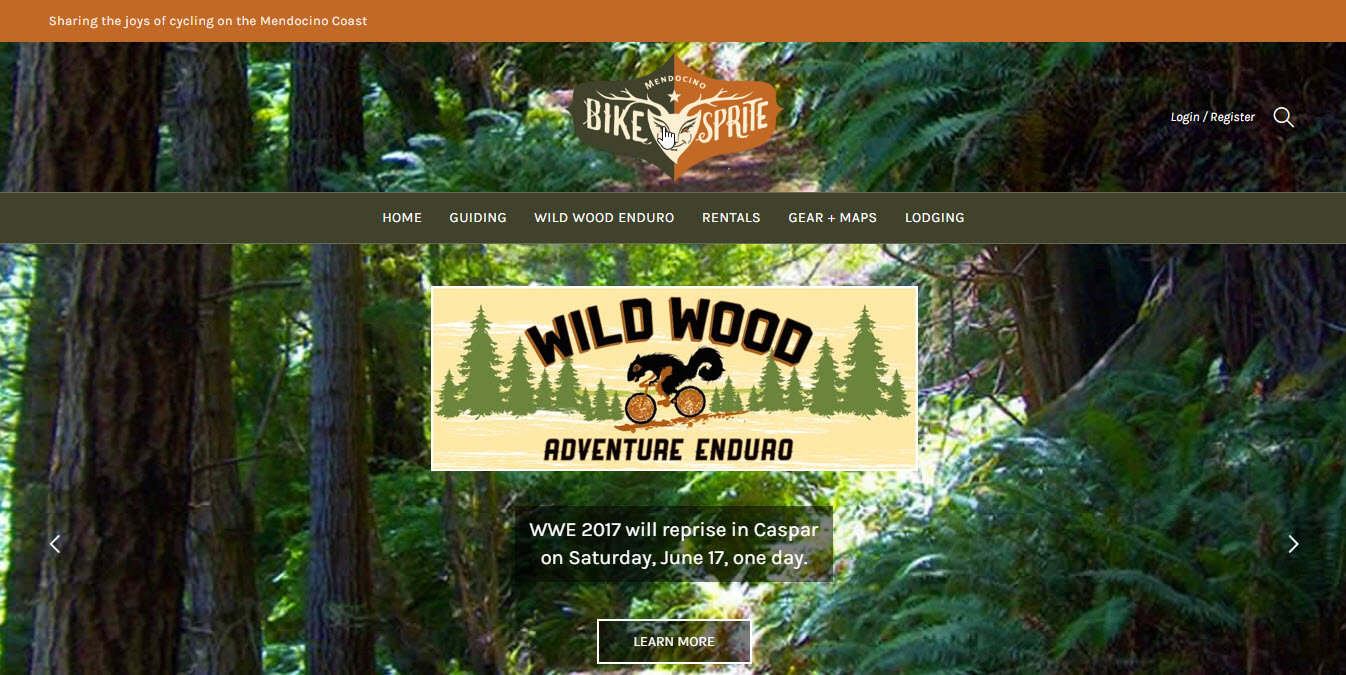 Sharing the joys of cycling on the Mendocino Coast
MENDOCINO
BIKE SPRITE
Login / Register
HOME GUIDING WILD WOOD ENDURO RENTALS GEAR + MAPS LODGING
WILD WOOD
ADVENTURE ENDURO
WWE 2017 will reprise in Caspar
on Saturday, June 17, one day.
LEARN MORE